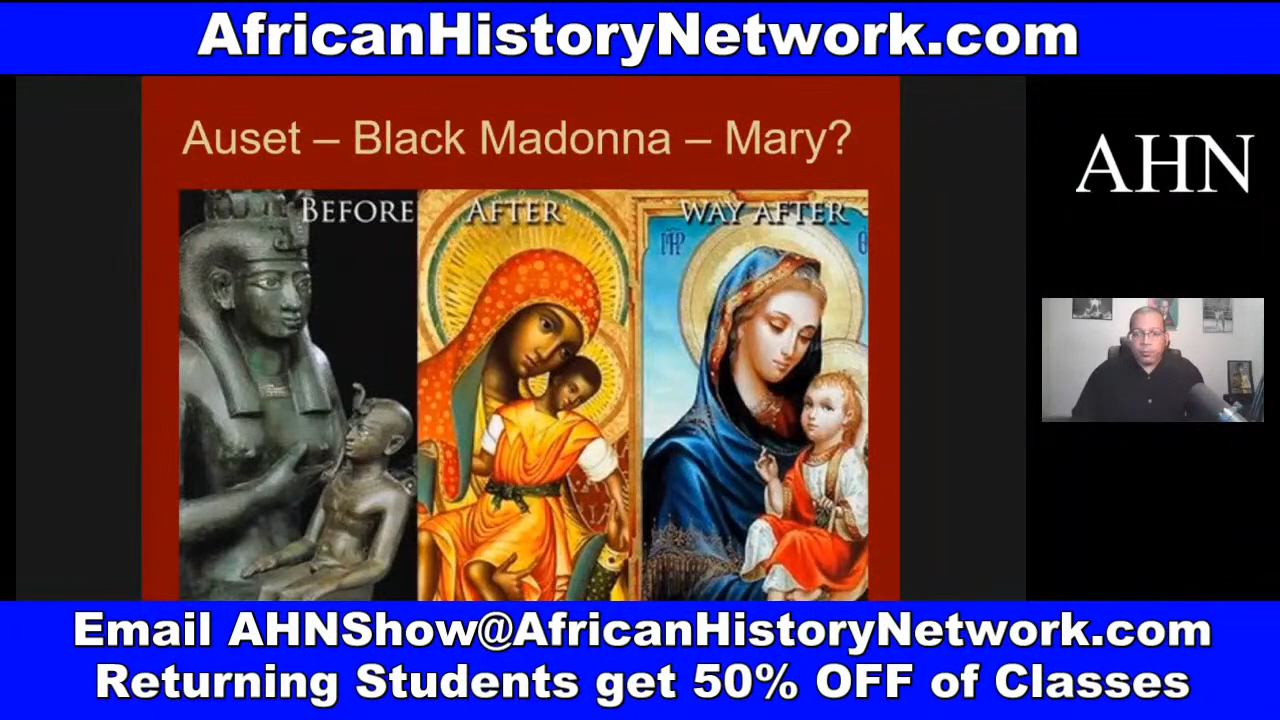 AfricanHistoryNetwork.com
Auset – Black Madonna – Mary?
AHN
BEFORE
AFTER
WAY AFTER
ΜΗΡ
Θ
Email AHNShow@AfricanHistoryNetwork.com
Returning Students get 50% OFF of Classes